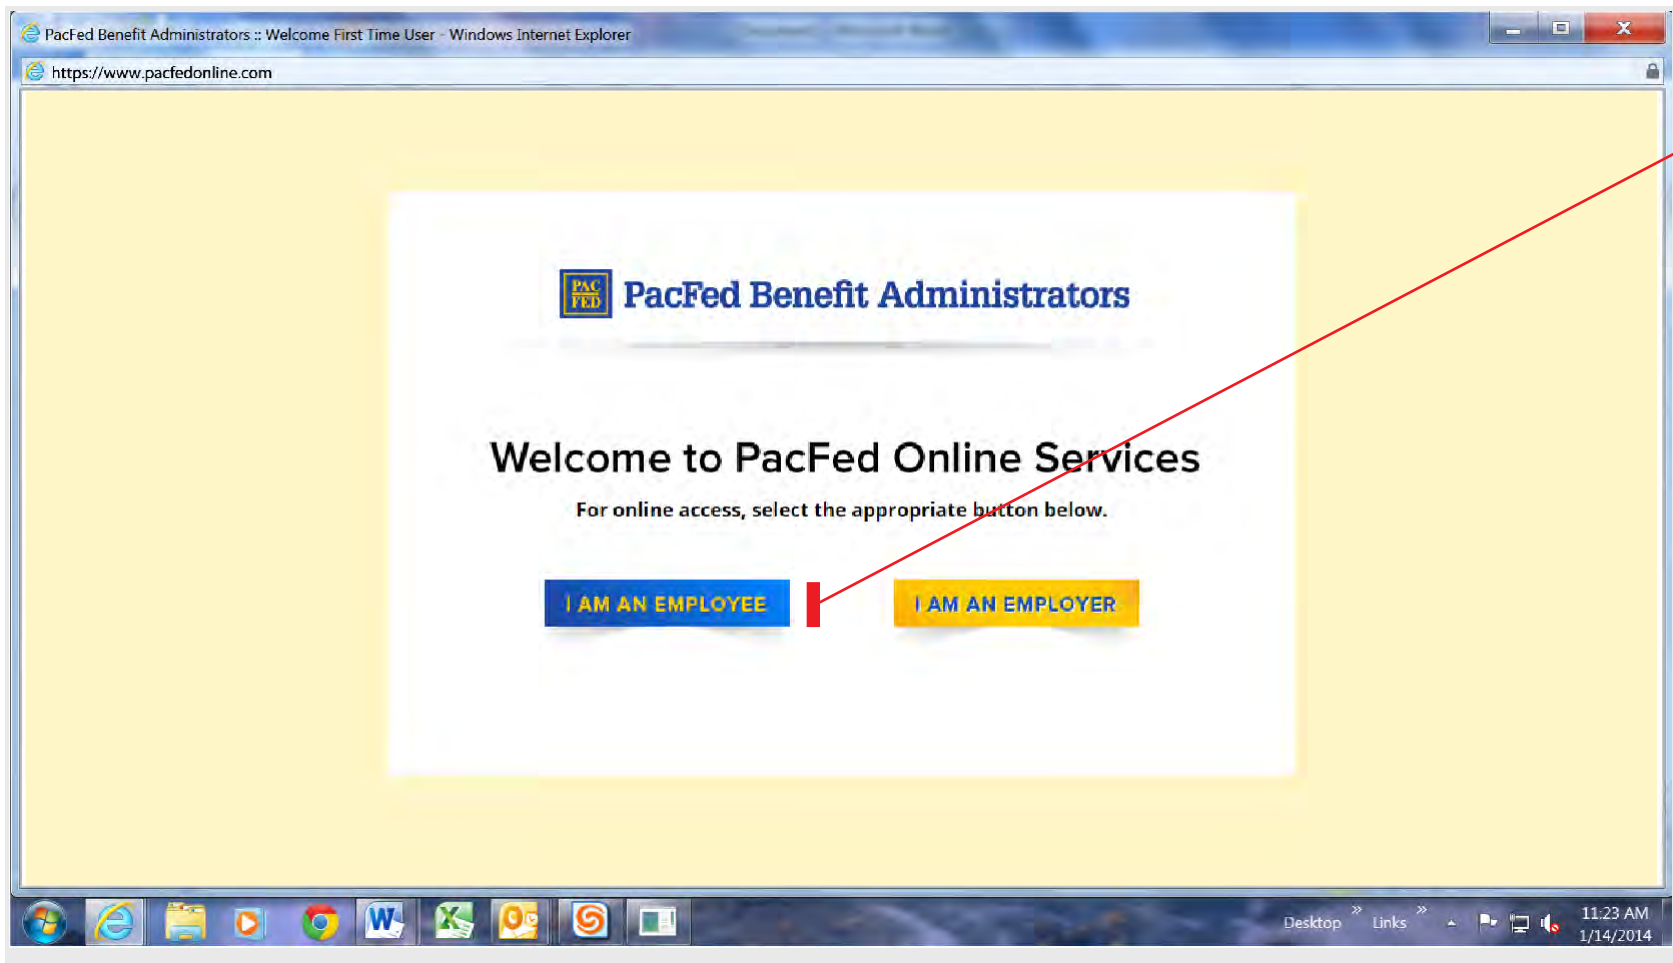 PacFed Benefit Administrators :: Welcome First Time User - Windows Internet Explorer
https://www.pacfedonline.com
PAC
FED
PacFed Benefit Administrators
Welcome to PacFed Online Services
For online access, select the appropriate button below.
I AM AN EMPLOYEE
I AM AN EMPLOYER
Desktop » Links »
11:23 AM
1/14/2014